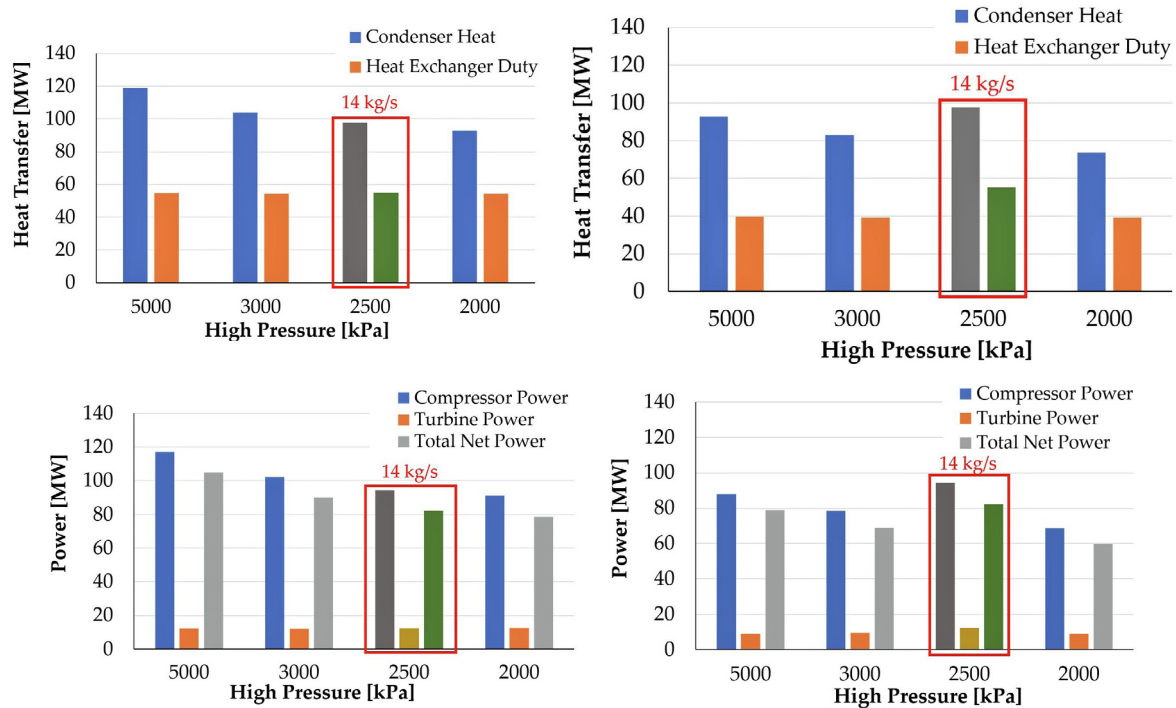 Condenser Heat
Heat Exchanger Duty
Heat Transfer [MW]
140
120
100
80
60
40
20
0
14 kg/s
5000 3000 2500 2000
High Pressure [kPa]
Condenser Heat
Heat Exchanger Duty
Heat Transfer [MW]
140
120
100
80
60
40
20
0
14 kg/s
5000 3000 2500 2000
High Pressure [kPa]
Compressor Power
Turbine Power
Total Net Power
Power [MW]
140
120
100
80
60
40
20
0
14 kg/s
5000 3000 2500 2000
High Pressure [kPa]
Compressor Power
Turbine Power
Total Net Power
Power [MW]
140
120
100
80
60
40
20
0
14 kg/s
5000 3000 2500 2000
High Pressure [kPa]